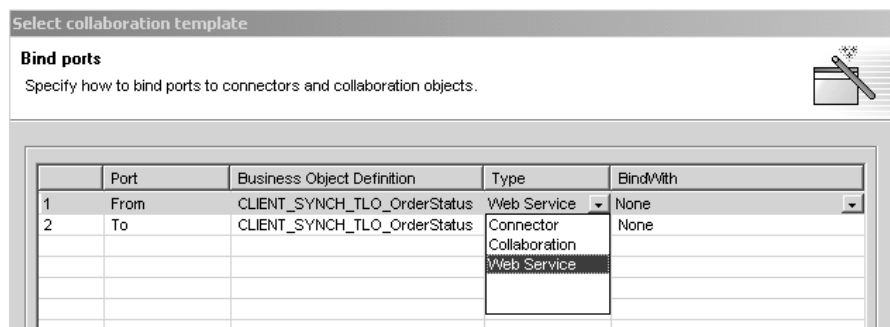 Select collaboration template
Bind ports
Specify how to bind ports to connectors and collaboration objects.
Port Business Object Definition Type BindWith
1 From CLIENT_SYNCH_TLO_OrderStatus Web Service None
2 To CLIENT_SYNCH_TLO_OrderStatus Connector None
Collaboration
Web Service